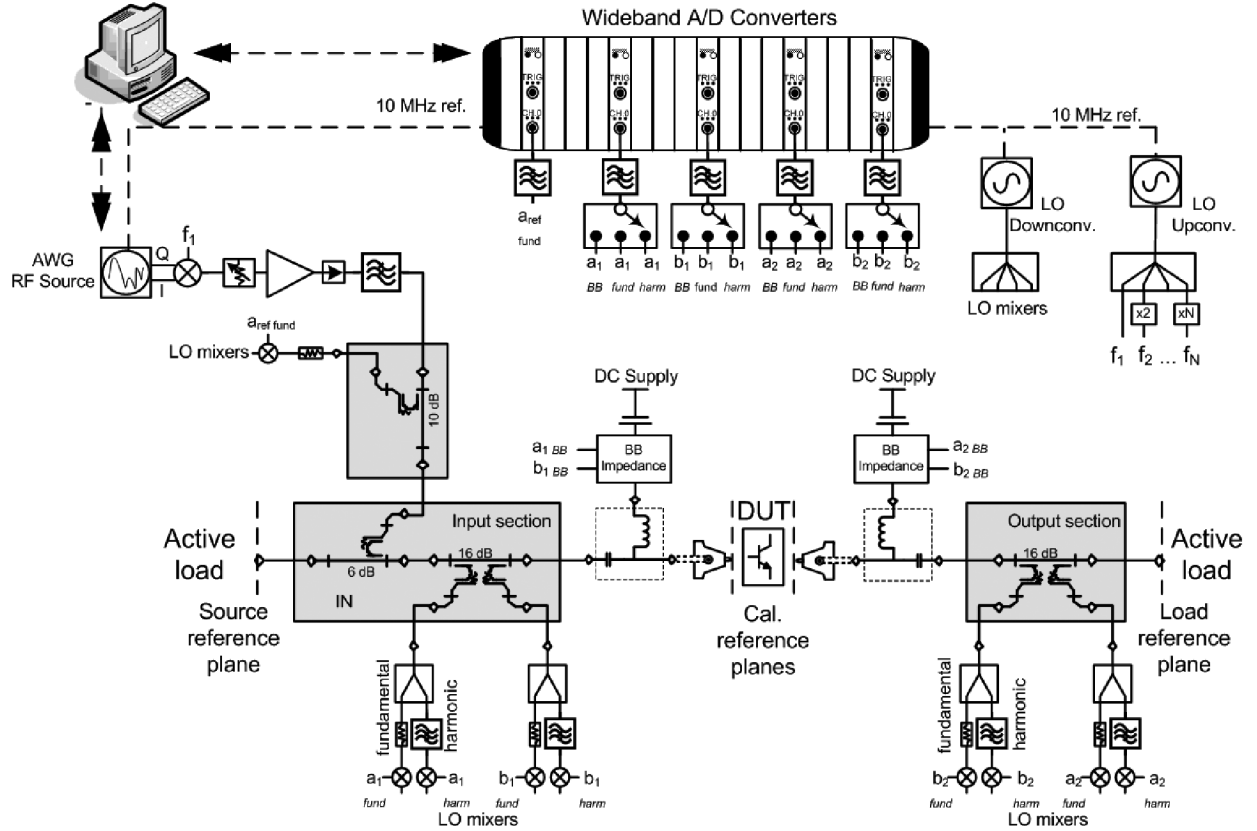 Wideband A/D Converters
TRIG TRIG TRIG TRIG TRIG
CH 0 CH 0 CH 0 CH 0 CH 0
10 MHz ref. 10 MHz ref.
LO Downconv. LO Upconv.
a_ref fund
a1 a1 a1 b1 b1 b1 a2 a2 a2 b2 b2 b2
BB fund harm BB fund harm BB fund harm BB fund harm
LO mixers
x2 xN
f1 f2 ... fN
AWG
RF Source
Q
I
f1
a_ref fund
LO mixers
10 dB
DC Supply DC Supply
a1 BB
b1 BB
BB
Impedance
BB
Impedance
a2 BB
b2 BB
Active
load
Source
reference
plane
Input section
6 dB
16 dB
IN
DUT
Cal.
reference
planes
Output section
16 dB
Active
load
Load
reference
plane
fundamental harmonic fundamental harmonic
a1 a1 b1 b1 b2 b2 a2 a2
fund harm fund harm fund harm fund harm
LO mixers LO mixers